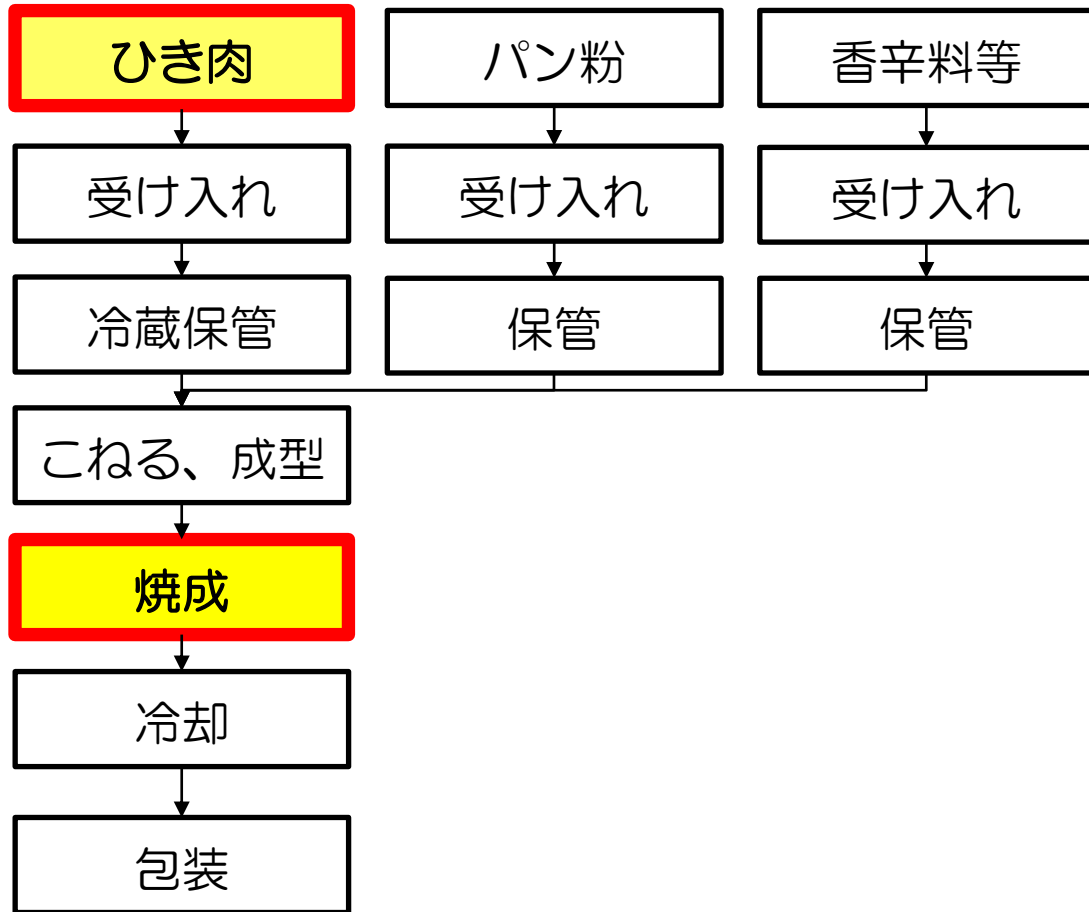 ひき肉
パン粉
香辛料等
受け入れ
受け入れ
受け入れ
冷蔵保管
保管
保管
こねる、成型
焼成
冷却
包装